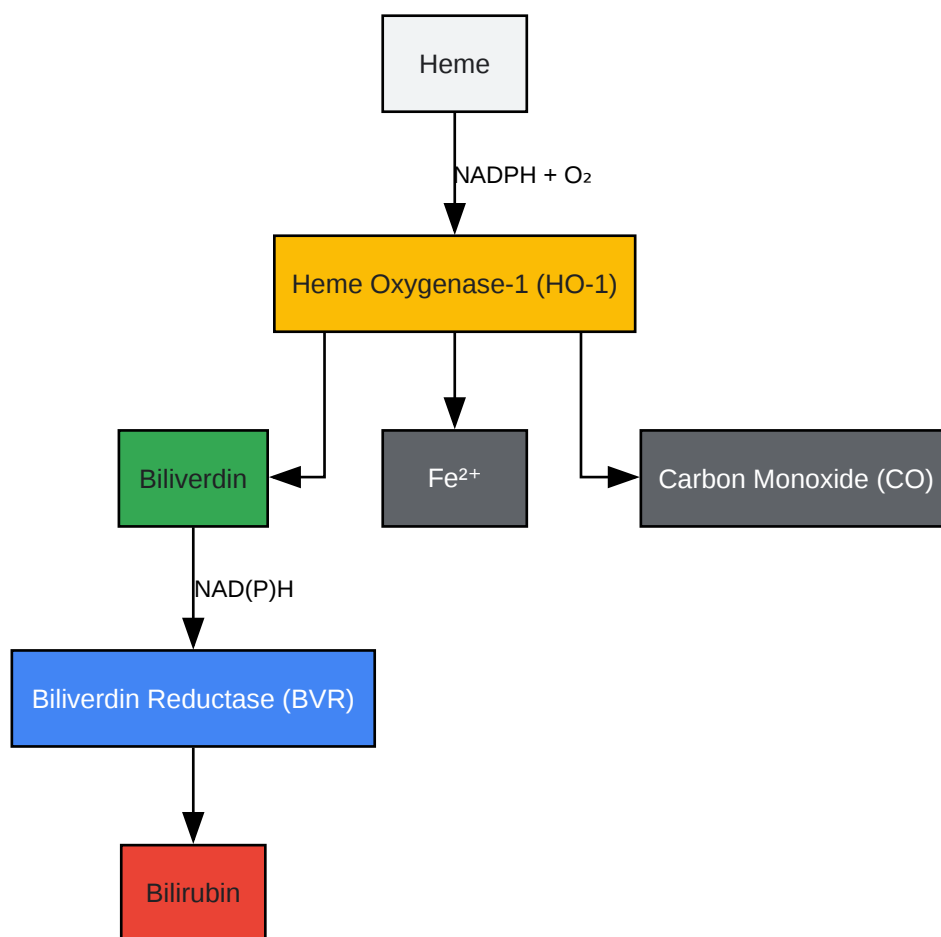 Heme
NADPH + O₂
Heme Oxygenase-1 (HO-1)
Biliverdin
Fe²⁺
Carbon Monoxide (CO)
NAD(P)H
Biliverdin Reductase (BVR)
Bilirubin